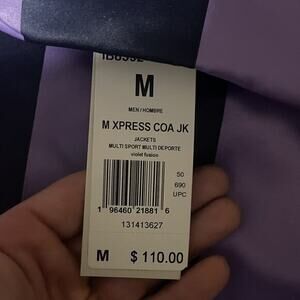 M
MEN / HOMBRE
M XPRESS COA JK
JACKETS
MULTI SPORT MULTI DEPORTE
violet fusion
50
690
UPC
1 96460 21881 6
131413627
M $ 110.00